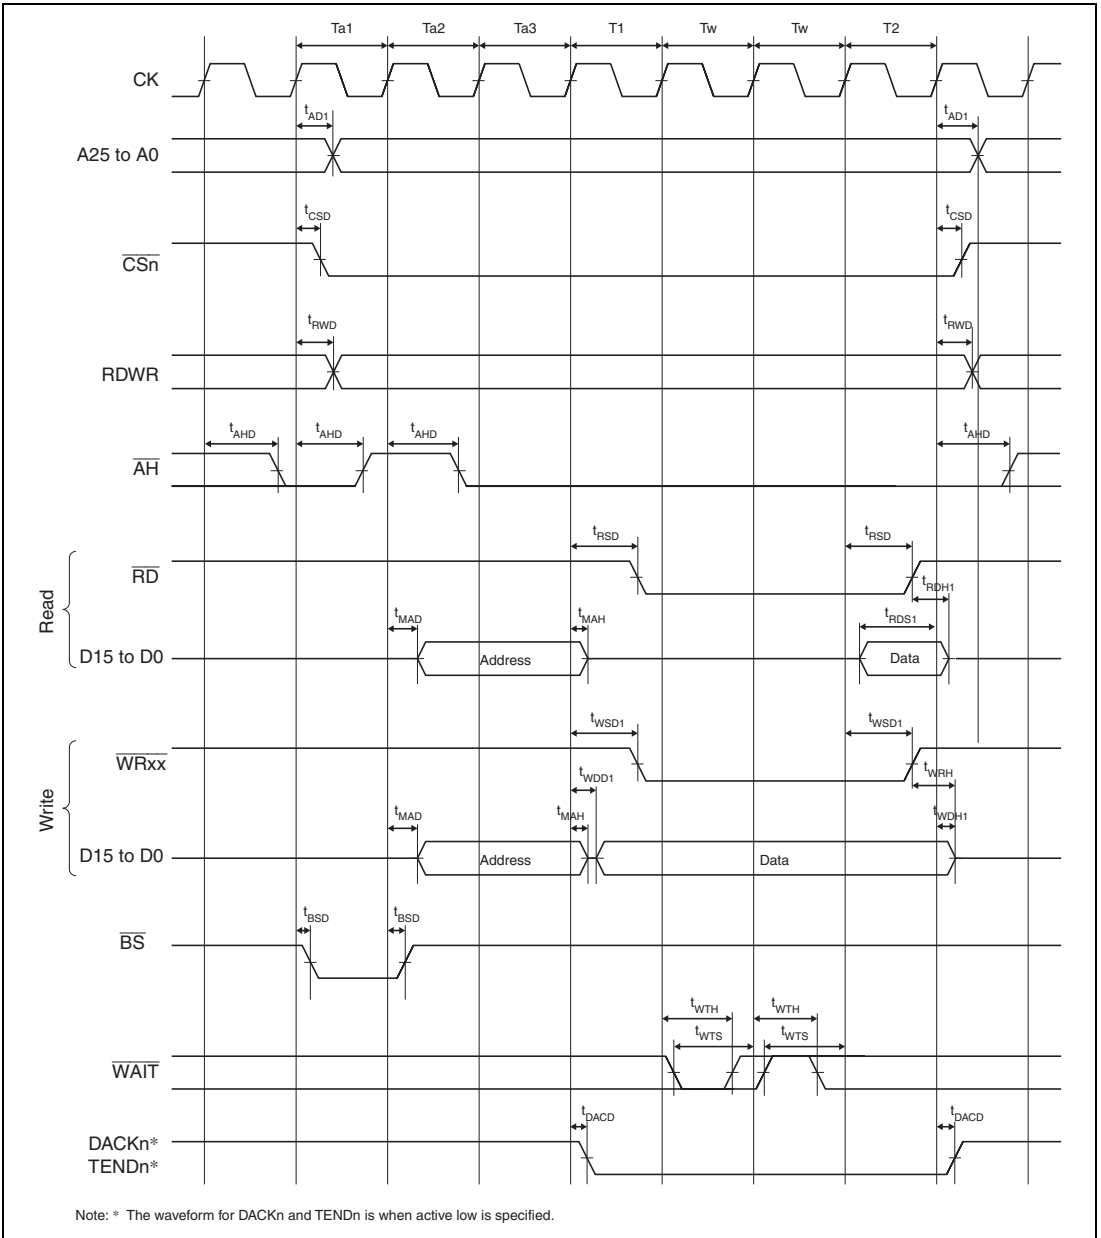 Ta1 Ta2 Ta3 T1 Tw Tw T2
CK
tAD1 tAD1
A25 to A0
tCSD tCSD
CSn
tRWD tRWD
RDWR
tAHD tAHD tAHD tAHD
AH
Read
tRSD tRSD
RD
tRDH1
tMAD tMAH tRDS1
D15 to D0 Address Data
Write
tWSD1 tWSD1
WRxx
tWDD1 tWRH
tMAD tMAH tWDH1
D15 to D0 Address Data
tBSD tBSD
BS
tWTH tWTH
tWTS tWTS
WAIT
tDACD tDACD
DACKn*
TENDn*
Note: * The waveform for DACKn and TENDn is when active low is specified.